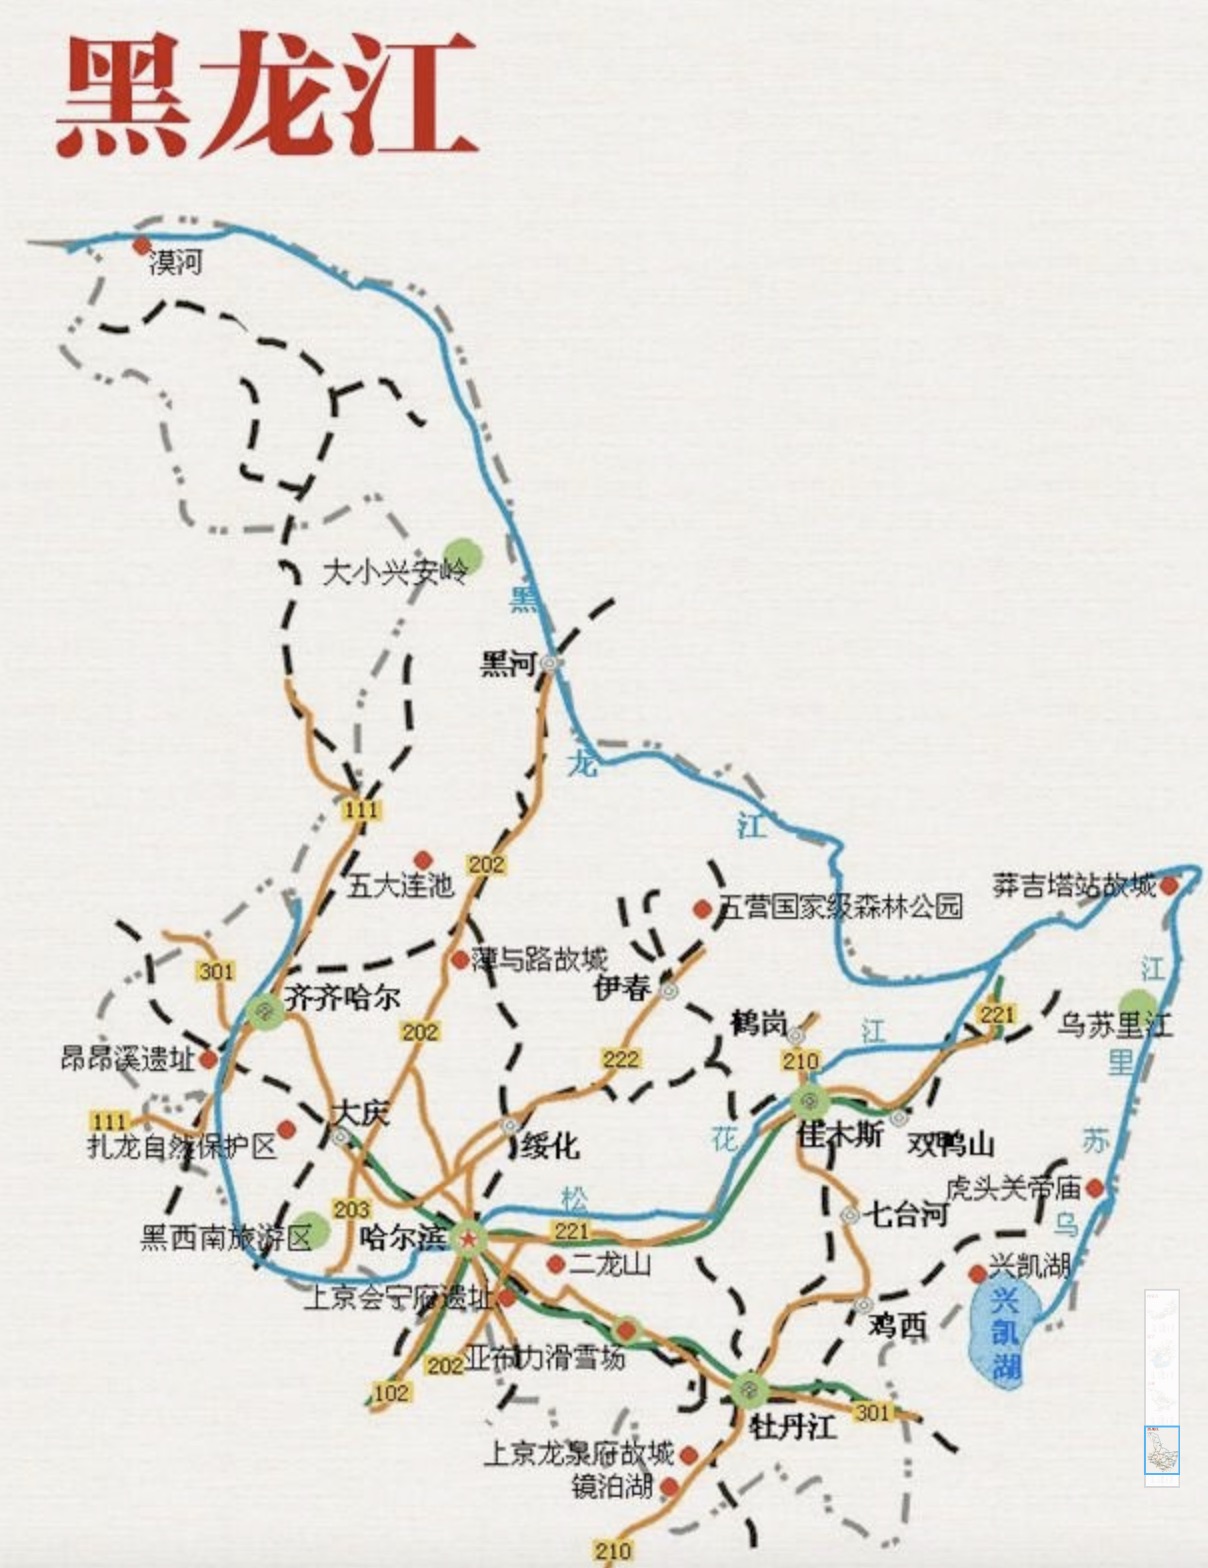 黑龙江
漠河
大小兴安岭
黑
黑河
龙
111
江
五大连池
202
莽吉塔站故城
五营国家级森林公园
301
薄与路故城
江
伊春
齐齐哈尔
221
鹤岗
乌苏里江
202
江
昂昂溪遗址
222
210
里
111
大庆
佳木斯
双鸭山
花
苏
扎龙自然保护区
绥化
虎头关帝庙
松
203
七台河
乌
黑西南旅游区
哈尔滨
221
二龙山
兴凯湖
上京会宁府遗址
兴
凯
湖
鸡西
202
亚布力滑雪场
102
301
牡丹江
上京龙泉府故城
镜泊湖
210